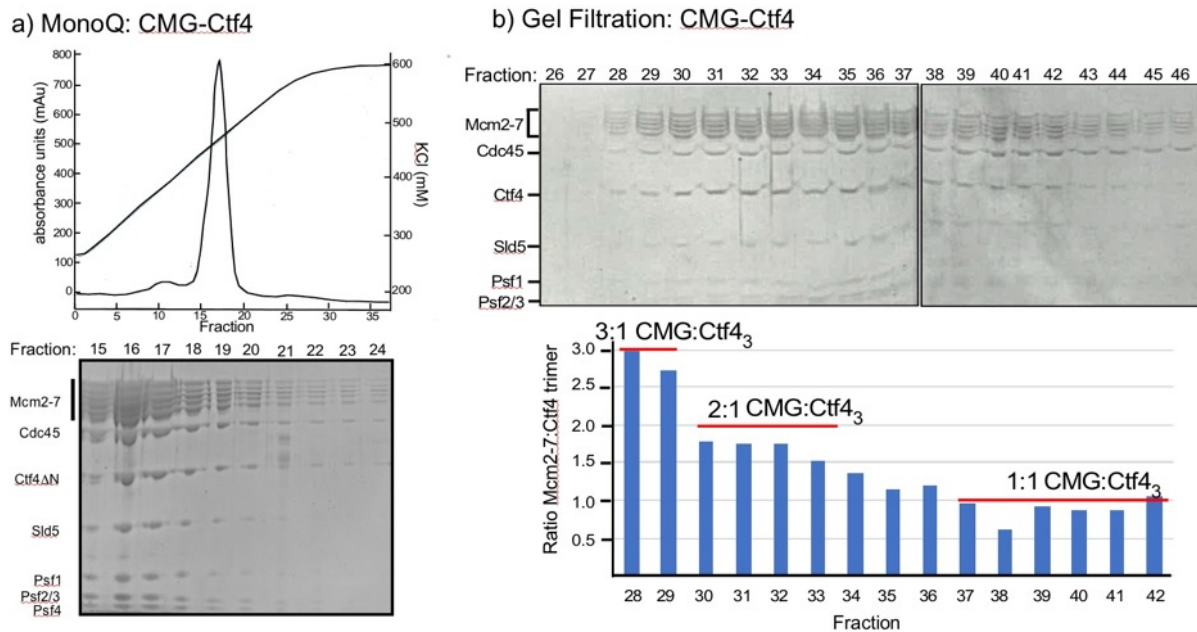 a) MonoQ: CMG-Ctf4
absorbance units (mAu)
800
700
600
500
400
300
200
100
0
KCl (mM)
600
500
400
300
200
0 5 10 15 20 25 30 35
Fraction
Fraction: 15 16 17 18 19 20 21 22 23 24
Mcm2-7
Cdc45
Ctf4ΔN
Sld5
Psf1
Psf2/3
Psf4
b) Gel Filtration: CMG-Ctf4
Fraction: 26 27 28 29 30 31 32 33 34 35 36 37 38 39 40 41 42 43 44 45 46
Mcm2-7
Cdc45
Ctf4
Sld5
Psf1
Psf2/3
Ratio Mcm2-7:Ctf4 trimer
3:1 CMG:Ctf4₃
3.0
2.5
2:1 CMG:Ctf4₃
2.0
1.5
1:1 CMG:Ctf4₃
1.0
0.5
28 29 30 31 32 33 34 35 36 37 38 39 40 41 42
Fraction